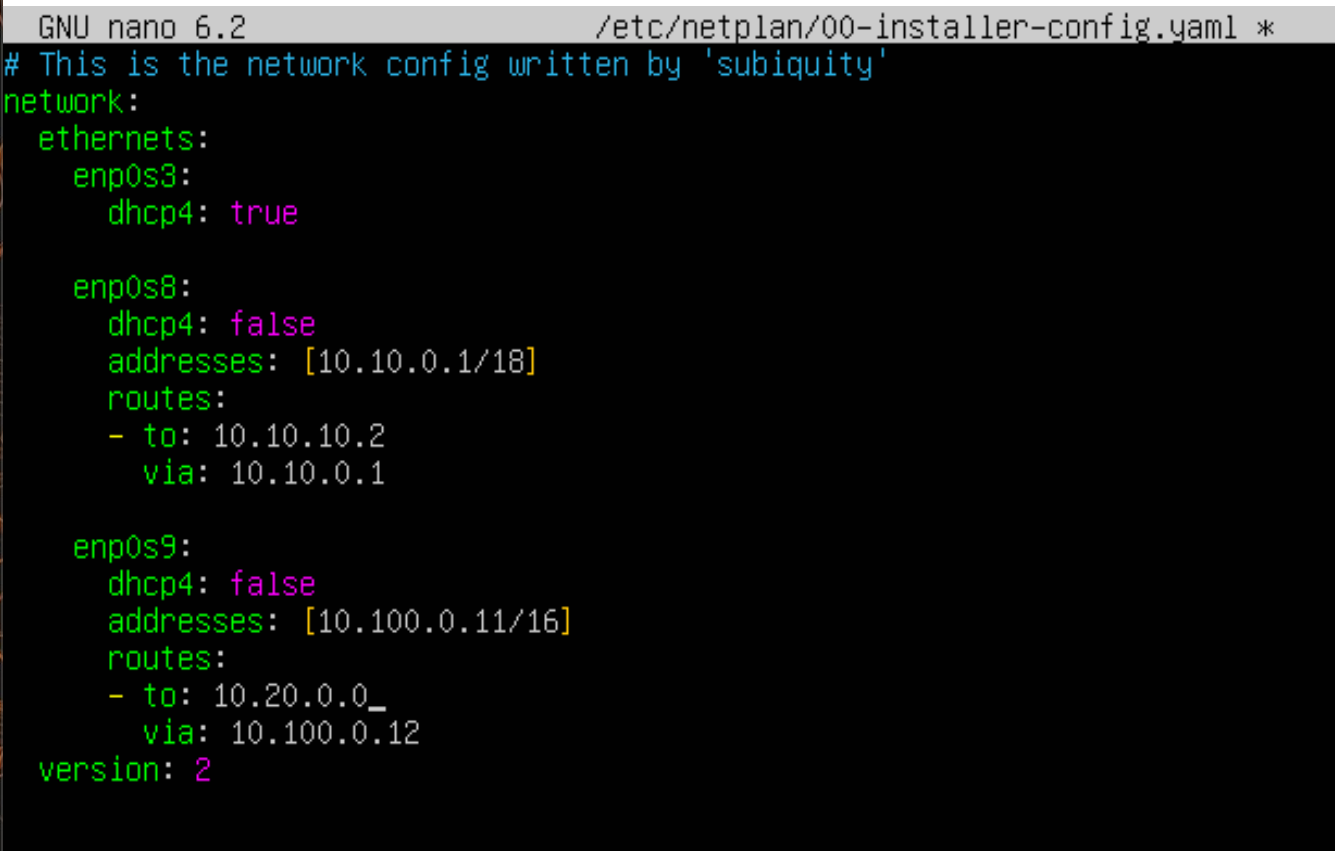 GNU nano 6.2 /etc/netplan/00-installer-config.yaml *
# This is the network config written by 'subiquity'
network:
  ethernets:
    enp0s3:
      dhcp4: true

    enp0s8:
      dhcp4: false
      addresses: [10.10.0.1/18]
      routes:
      - to: 10.10.10.2
        via: 10.10.0.1

    enp0s9:
      dhcp4: false
      addresses: [10.100.0.11/16]
      routes:
      - to: 10.20.0.0_
        via: 10.100.0.12
  version: 2